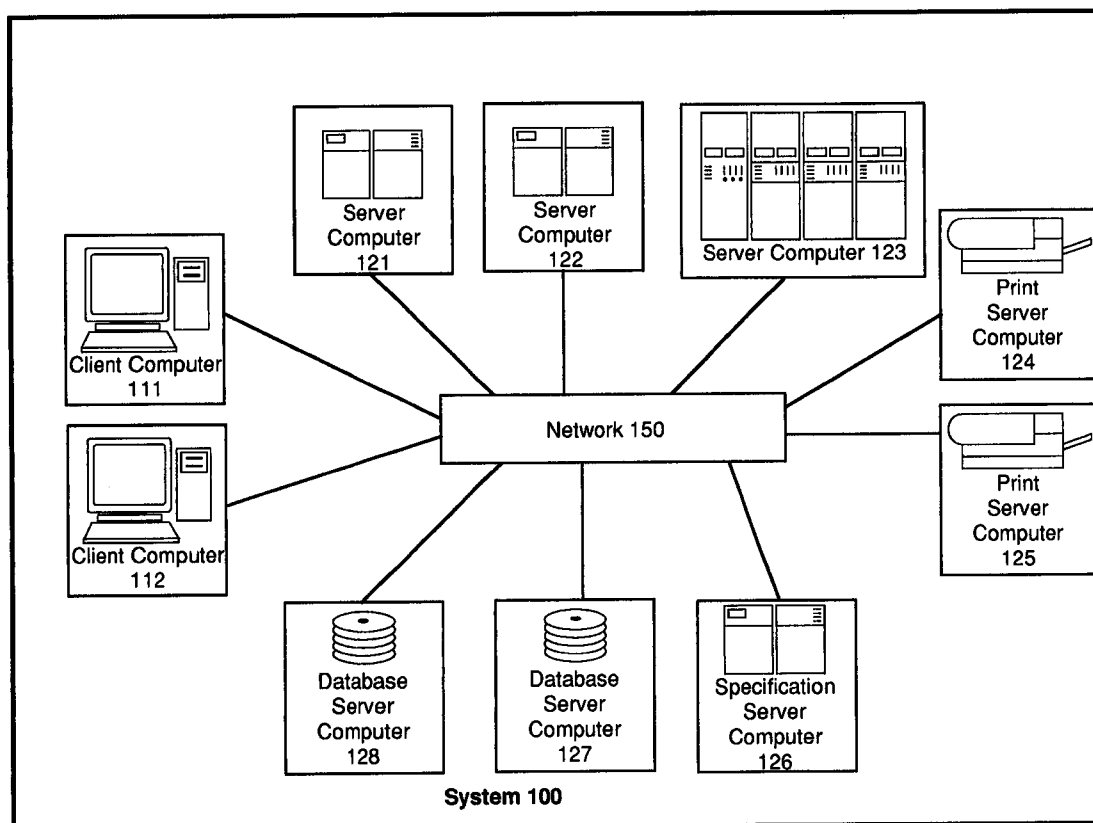 Server
Computer
121
Server
Computer
122
Server Computer 123
Print
Server
Computer
124
Client Computer
111
Network 150
Print
Server
Computer
125
Client Computer
112
Database
Server
Computer
128
Database
Server
Computer
127
Specification
Server
Computer
126
System 100